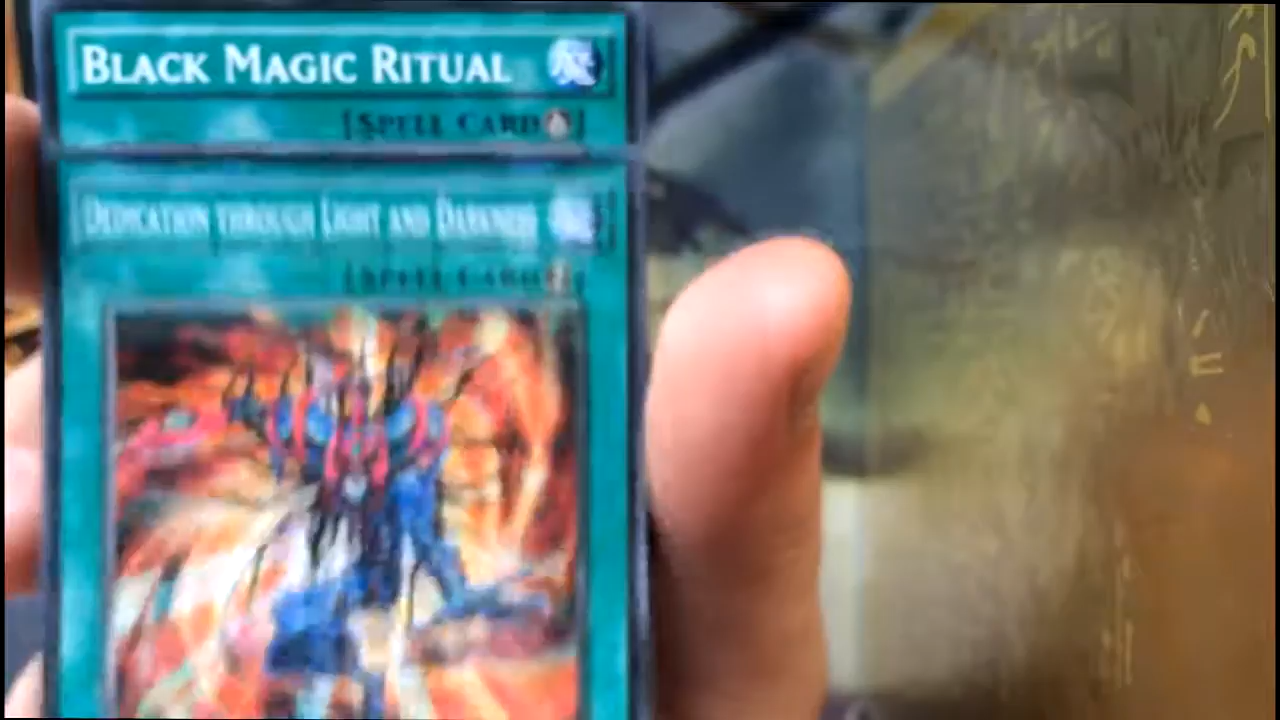 BLACK MAGIC RITUAL
[SPELL CARD]
DEDICATION THROUGH LIGHT AND DARKNESS
[SPELL CARD]